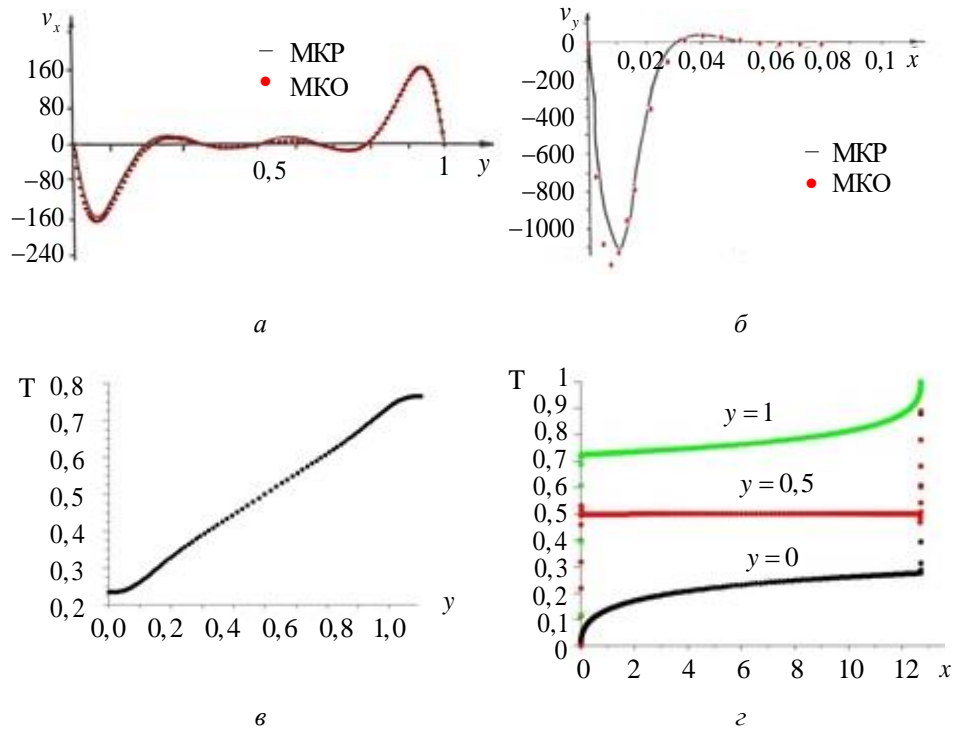 vₓ
160
80
0
−80
−160
−240
0,5
1
y
− МКР
• МКО
а
v_y
0
−200
−400
−600
−800
−1000
0,02 0,04 0,06 0,08 0,1 x
− МКР
• МКО
б
T
0,8
0,7
0,6
0,5
0,4
0,3
0,2
0,0 0,2 0,4 0,6 0,8 1,0
y
в
T
1
0,9
0,8
0,7
0,6
0,5
0,4
0,3
0,2
0,1
0
y = 1
y = 0,5
y = 0
0 2 4 6 8 10 12 x
г